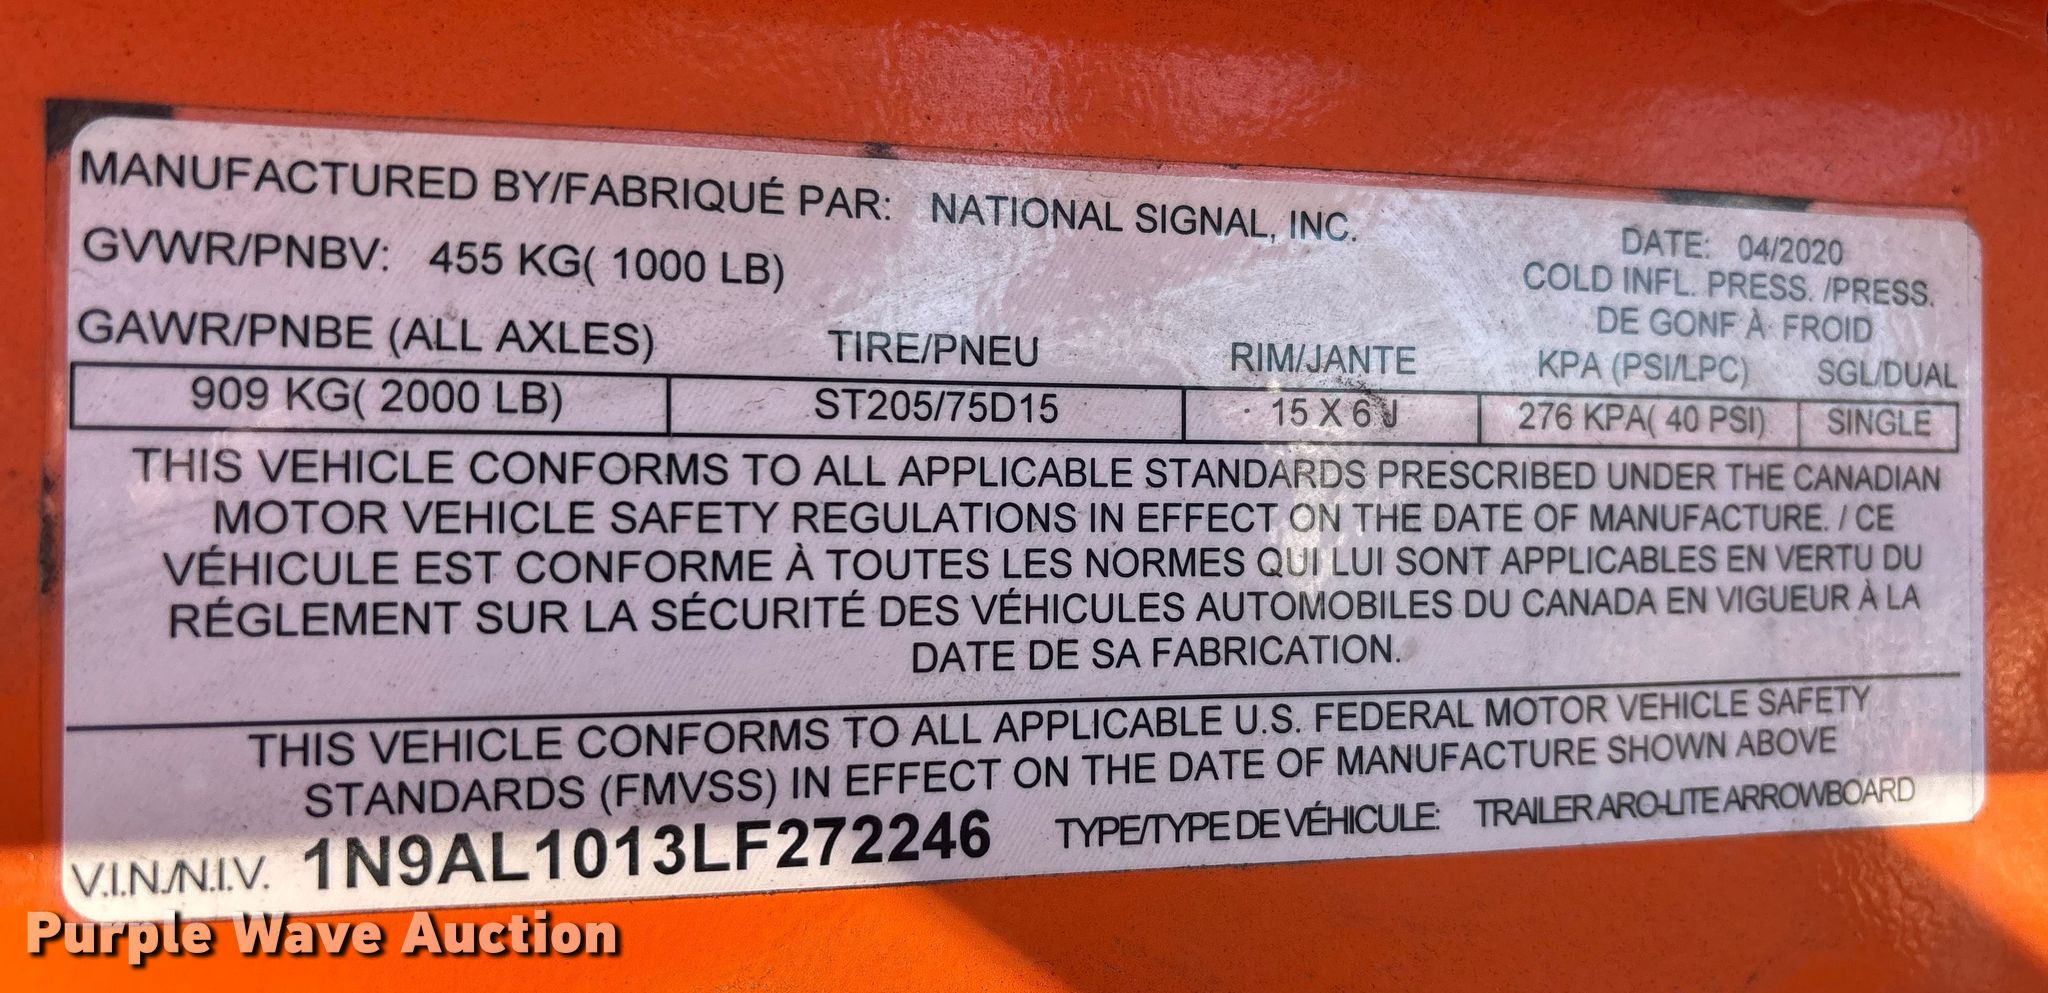 MANUFACTURED BY/FABRIQUÉ PAR: NATIONAL SIGNAL, INC.
GVWR/PNBV: 455 KG( 1000 LB)
DATE: 04/2020
COLD INFL. PRESS. /PRESS.
DE GONF À FROID
GAWR/PNBE (ALL AXLES) TIRE/PNEU RIM/JANTE KPA (PSI/LPC) SGL/DUAL
909 KG( 2000 LB) ST205/75D15 15 X 6 J 276 KPA( 40 PSI) SINGLE
THIS VEHICLE CONFORMS TO ALL APPLICABLE STANDARDS PRESCRIBED UNDER THE CANADIAN
MOTOR VEHICLE SAFETY REGULATIONS IN EFFECT ON THE DATE OF MANUFACTURE. / CE
VÉHICULE EST CONFORME À TOUTES LES NORMES QUI LUI SONT APPLICABLES EN VERTU DU
RÉGLEMENT SUR LA SÉCURITÉ DES VÉHICULES AUTOMOBILES DU CANADA EN VIGUEUR À LA
DATE DE SA FABRICATION.
THIS VEHICLE CONFORMS TO ALL APPLICABLE U.S. FEDERAL MOTOR VEHICLE SAFETY
STANDARDS (FMVSS) IN EFFECT ON THE DATE OF MANUFACTURE SHOWN ABOVE
V.I.N./N.I.V. 1N9AL1013LF272246 TYPE/TYPE DE VÉHICULE: TRAILER ARO-LITE ARROWBOARD
Purple Wave Auction